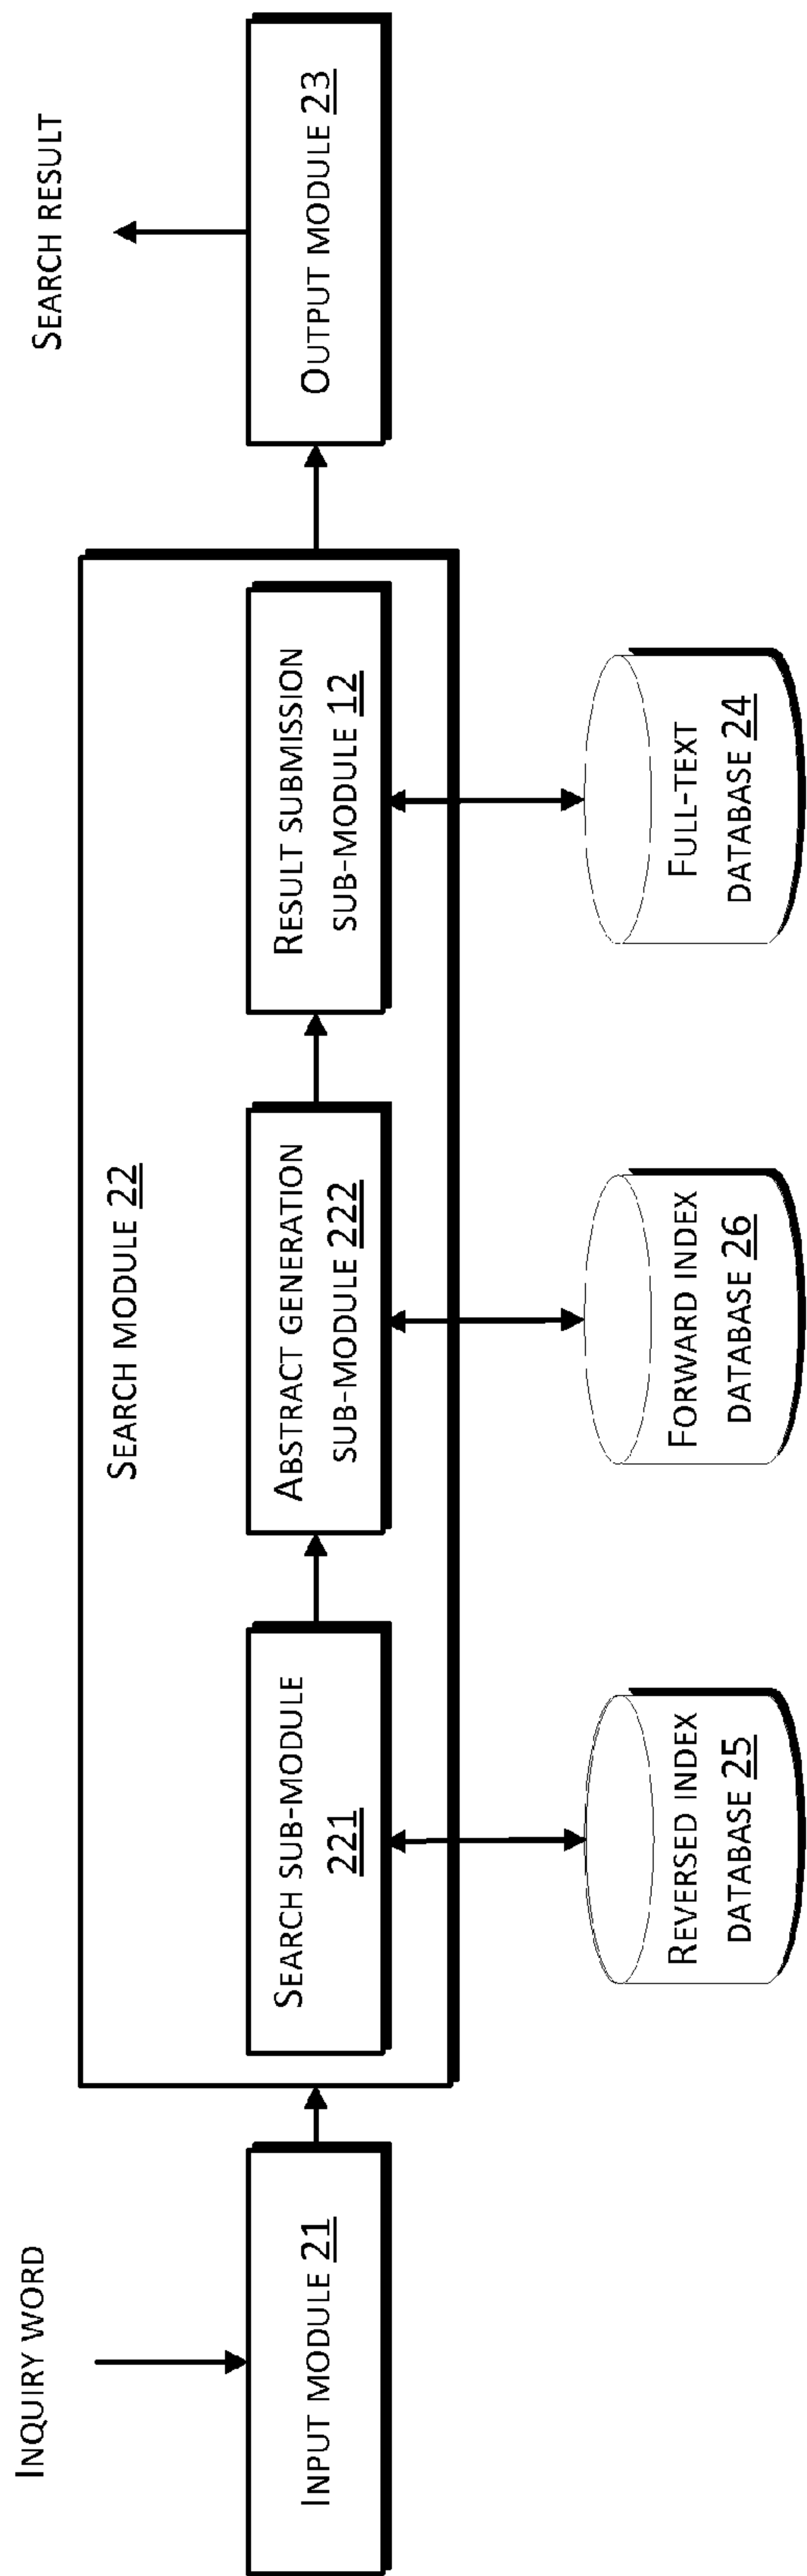 INQUIRY WORD
INPUT MODULE 21
SEARCH MODULE 22
SEARCH SUB-MODULE
221
ABSTRACT GENERATION
SUB-MODULE 222
RESULT SUBMISSION
SUB-MODULE 12
SEARCH RESULT
OUTPUT MODULE 23
REVERSED INDEX
DATABASE 25
FORWARD INDEX
DATABASE 26
FULL-TEXT
DATABASE 24